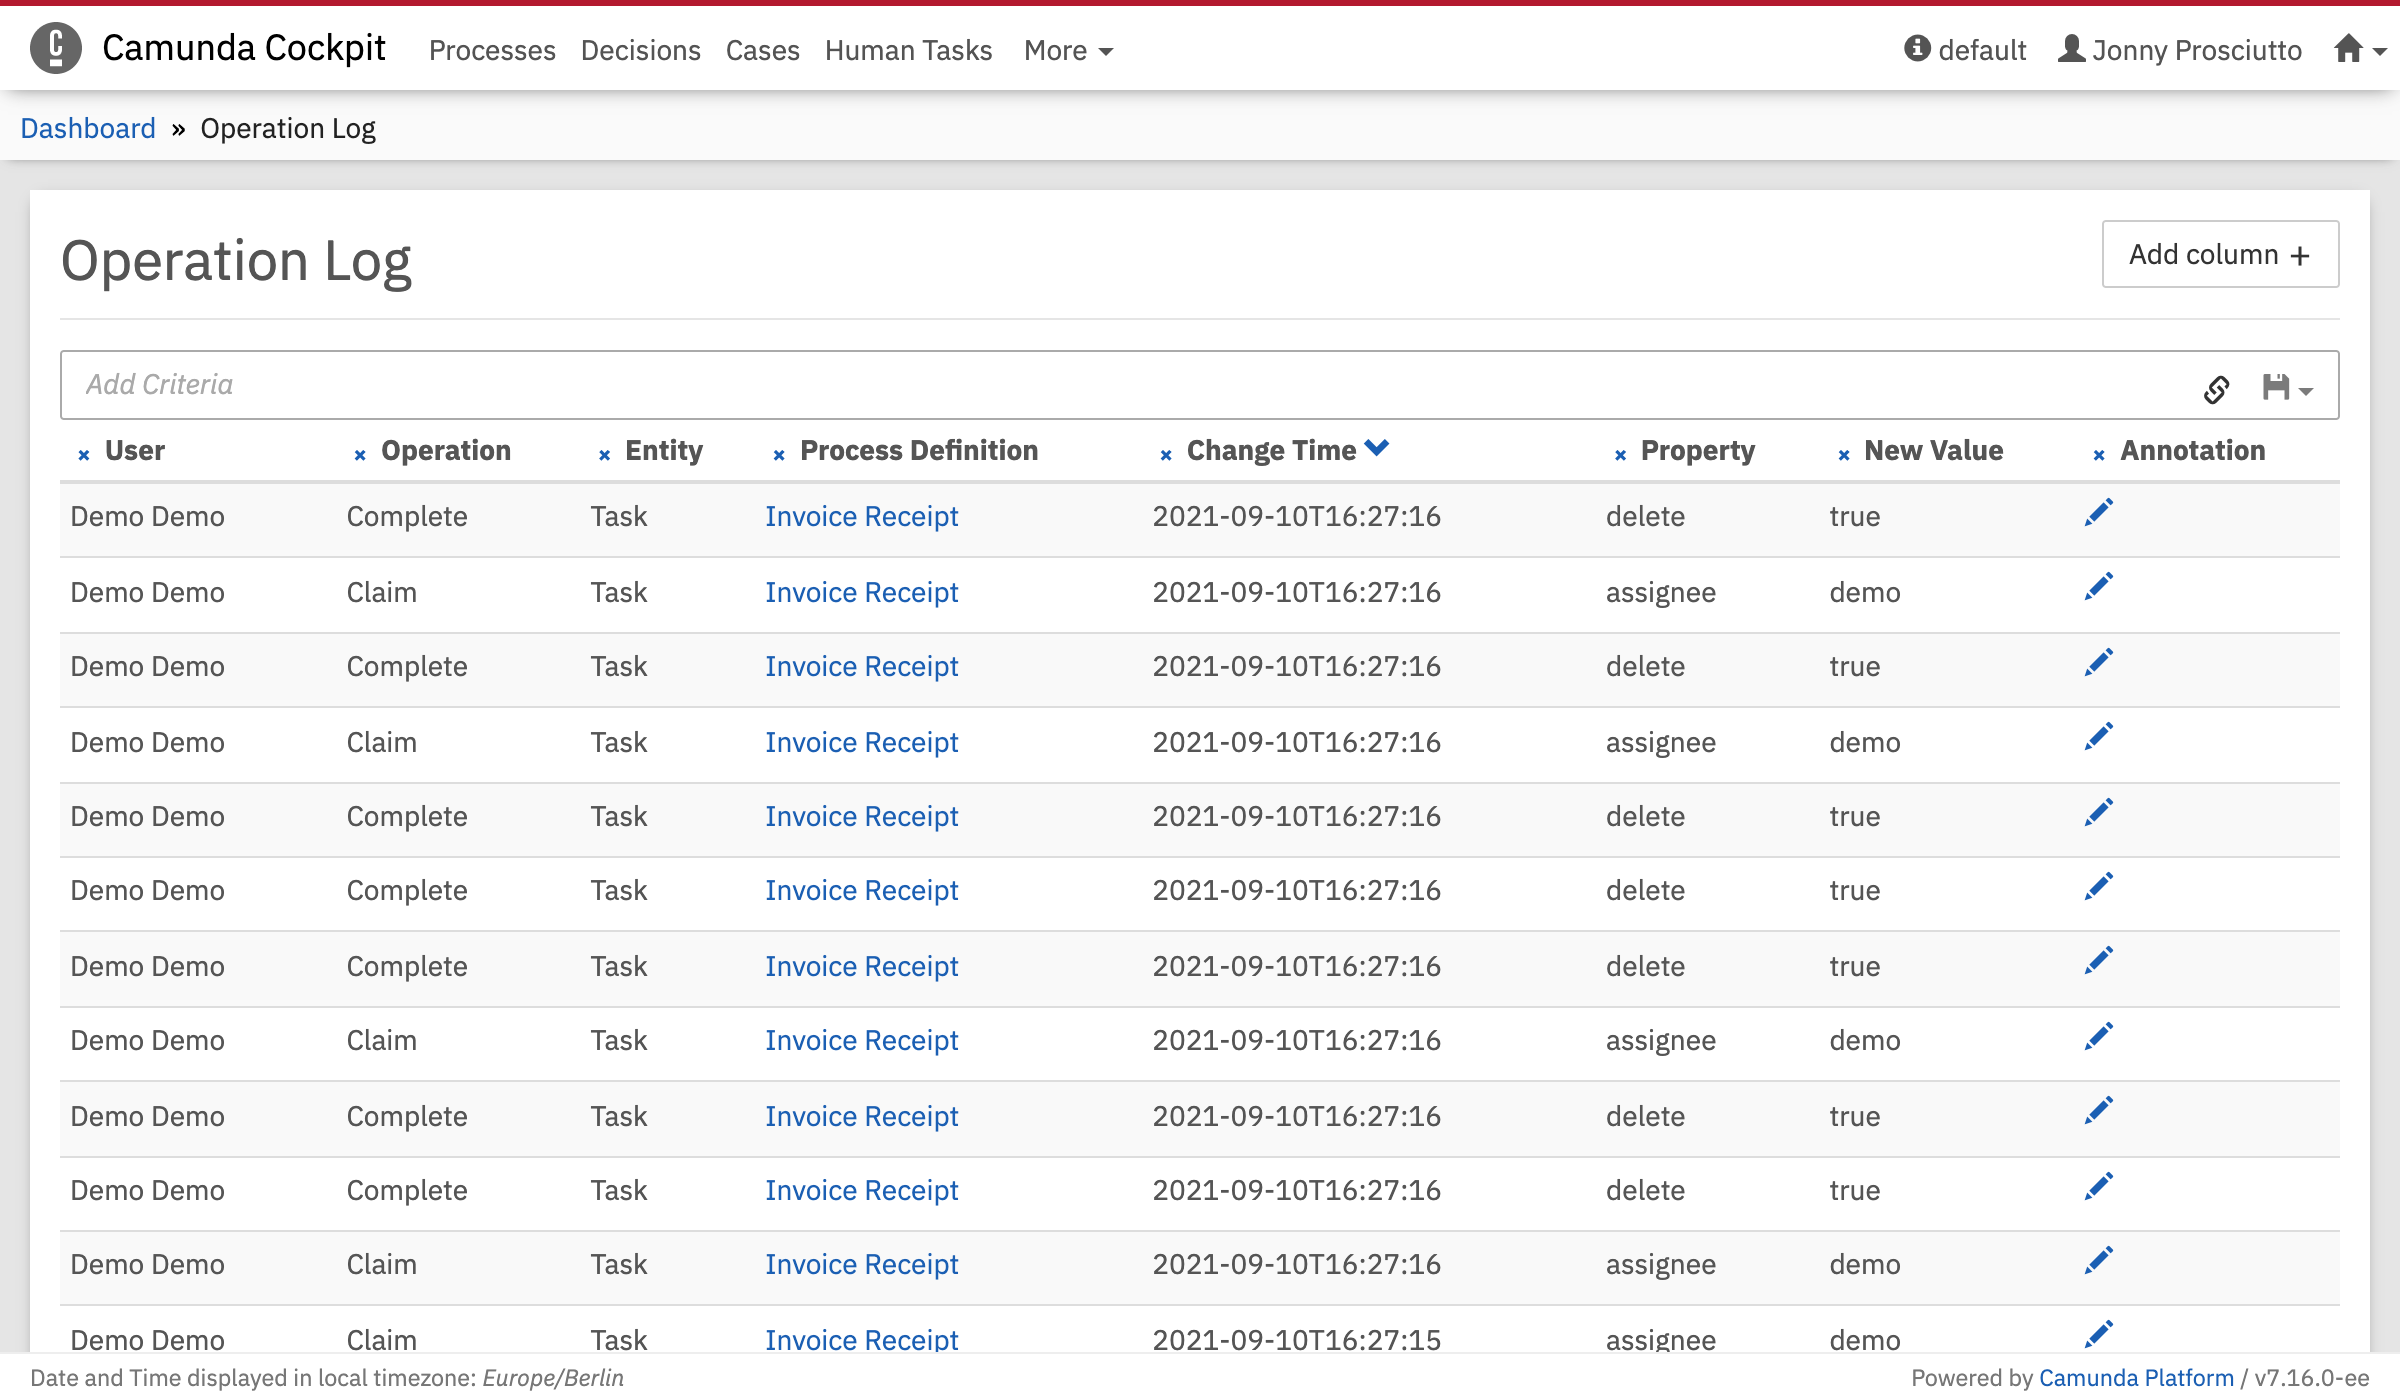 Camunda Cockpit Processes Decisions Cases Human Tasks More default Jonny Prosciutto
Dashboard » Operation Log
Operation Log
Add column +
Add Criteria
× User × Operation × Entity × Process Definition × Change Time × Property × New Value × Annotation
Demo Demo Complete Task Invoice Receipt 2021-09-10T16:27:16 delete true
Demo Demo Claim Task Invoice Receipt 2021-09-10T16:27:16 assignee demo
Demo Demo Complete Task Invoice Receipt 2021-09-10T16:27:16 delete true
Demo Demo Claim Task Invoice Receipt 2021-09-10T16:27:16 assignee demo
Demo Demo Complete Task Invoice Receipt 2021-09-10T16:27:16 delete true
Demo Demo Complete Task Invoice Receipt 2021-09-10T16:27:16 delete true
Demo Demo Complete Task Invoice Receipt 2021-09-10T16:27:16 delete true
Demo Demo Claim Task Invoice Receipt 2021-09-10T16:27:16 assignee demo
Demo Demo Complete Task Invoice Receipt 2021-09-10T16:27:16 delete true
Demo Demo Complete Task Invoice Receipt 2021-09-10T16:27:16 delete true
Demo Demo Claim Task Invoice Receipt 2021-09-10T16:27:16 assignee demo
Demo Demo Claim Task Invoice Receipt 2021-09-10T16:27:15 assignee demo
Date and Time displayed in local timezone: Europe/Berlin Powered by Camunda Platform / v7.16.0-ee